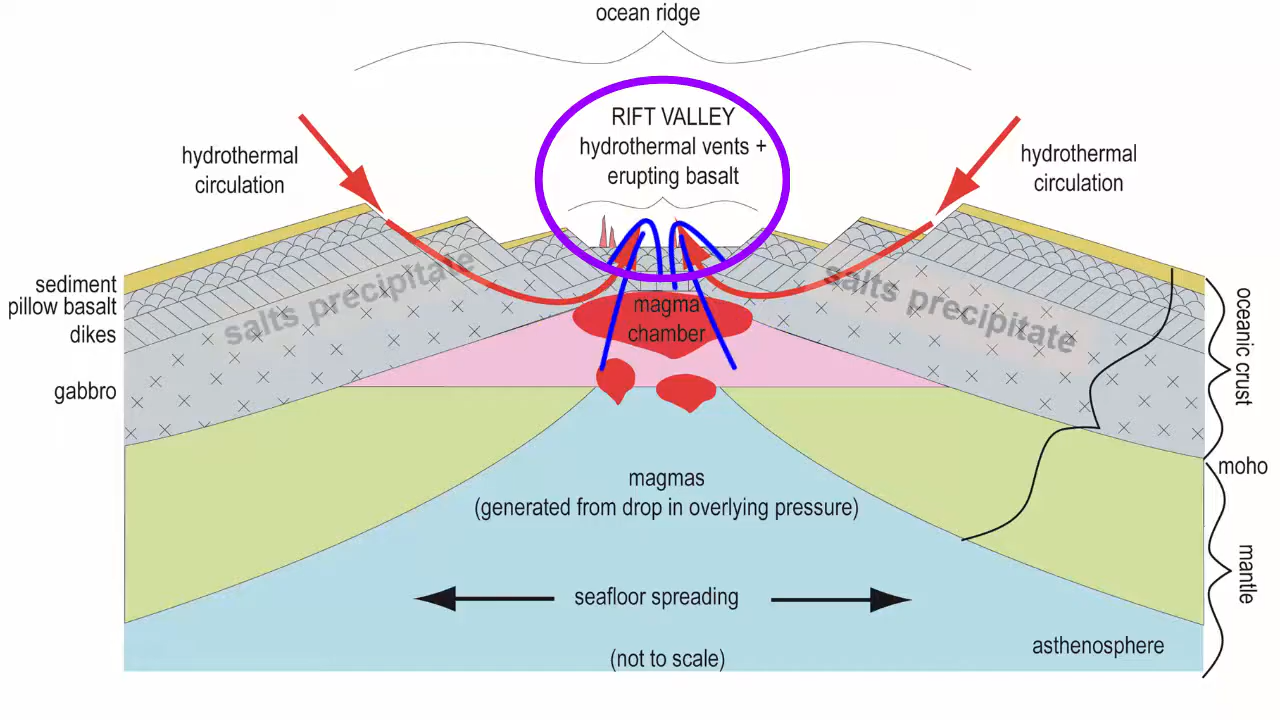 ocean ridge
RIFT VALLEY
hydrothermal vents +
erupting basalt
hydrothermal
circulation
hydrothermal
circulation
salts precipitate
salts precipitate
sediment
pillow basalt
dikes
gabbro
magma
chamber
oceanic crust
moho
mantle
magmas
(generated from drop in overlying pressure)
seafloor spreading
asthenosphere
(not to scale)